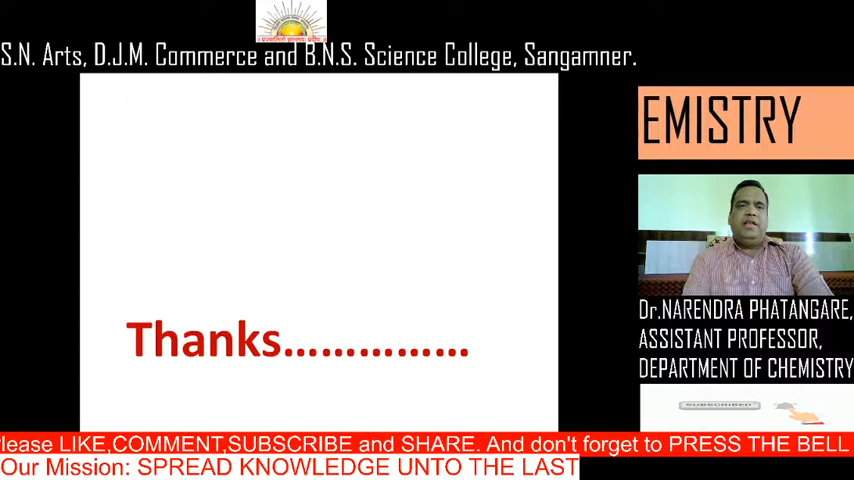 S.N. Arts, D.J.M. Commerce and B.N.S. Science College, Sangamner.
EMISTRY
Thanks……………
Dr.NARENDRA PHATANGARE,
ASSISTANT PROFESSOR,
DEPARTMENT OF CHEMISTRY
SUBSCRIBED
lease LIKE,COMMENT,SUBSCRIBE and SHARE. And don't forget to PRESS THE BELL
Our Mission: SPREAD KNOWLEDGE UNTO THE LAST